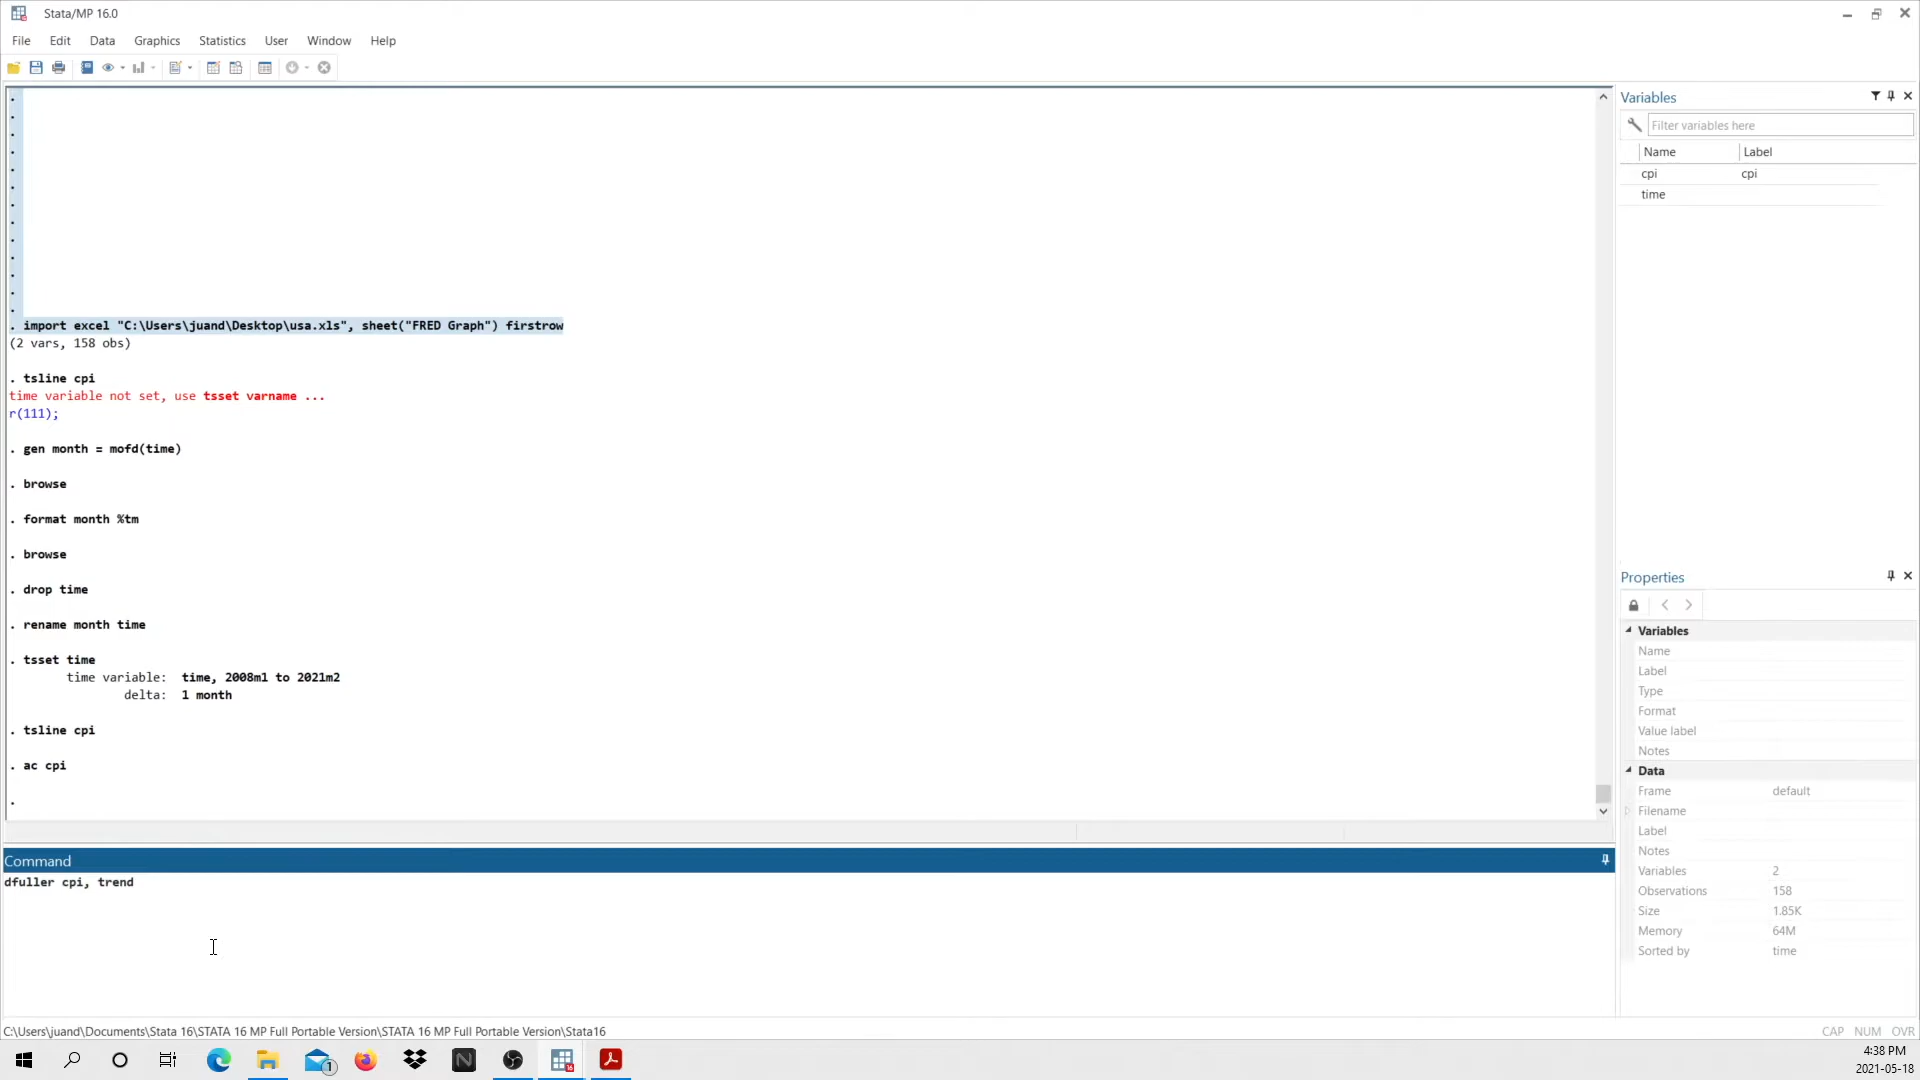 Stata/MP 16.0
File Edit Data Graphics Statistics User Window Help
. import excel "C:\Users\juand\Desktop\usa.xls", sheet("FRED Graph") firstrow
(2 vars, 158 obs)
. tsline cpi
time variable not set, use tsset varname ...
r(111);
. gen month = mofd(time)
. browse
. format month %tm
. browse
. drop time
. rename month time
. tsset time
time variable:  time, 2008m1 to 2021m2
delta:  1 month
. tsline cpi
. ac cpi
.
Command
dfuller cpi, trend
Variables
Filter variables here
Name Label
cpi cpi
time
Properties
Variables
Name
Label
Type
Format
Value label
Notes
Data
Frame default
Filename
Label
Notes
Variables 2
Observations 158
Size 1.85K
Memory 64M
Sorted by time
C:\Users\juand\Documents\Stata 16\STATA 16 MP Full Portable Version\STATA 16 MP Full Portable Version\Stata16
CAP NUM OVR
1
16
4:38 PM
2021-05-18